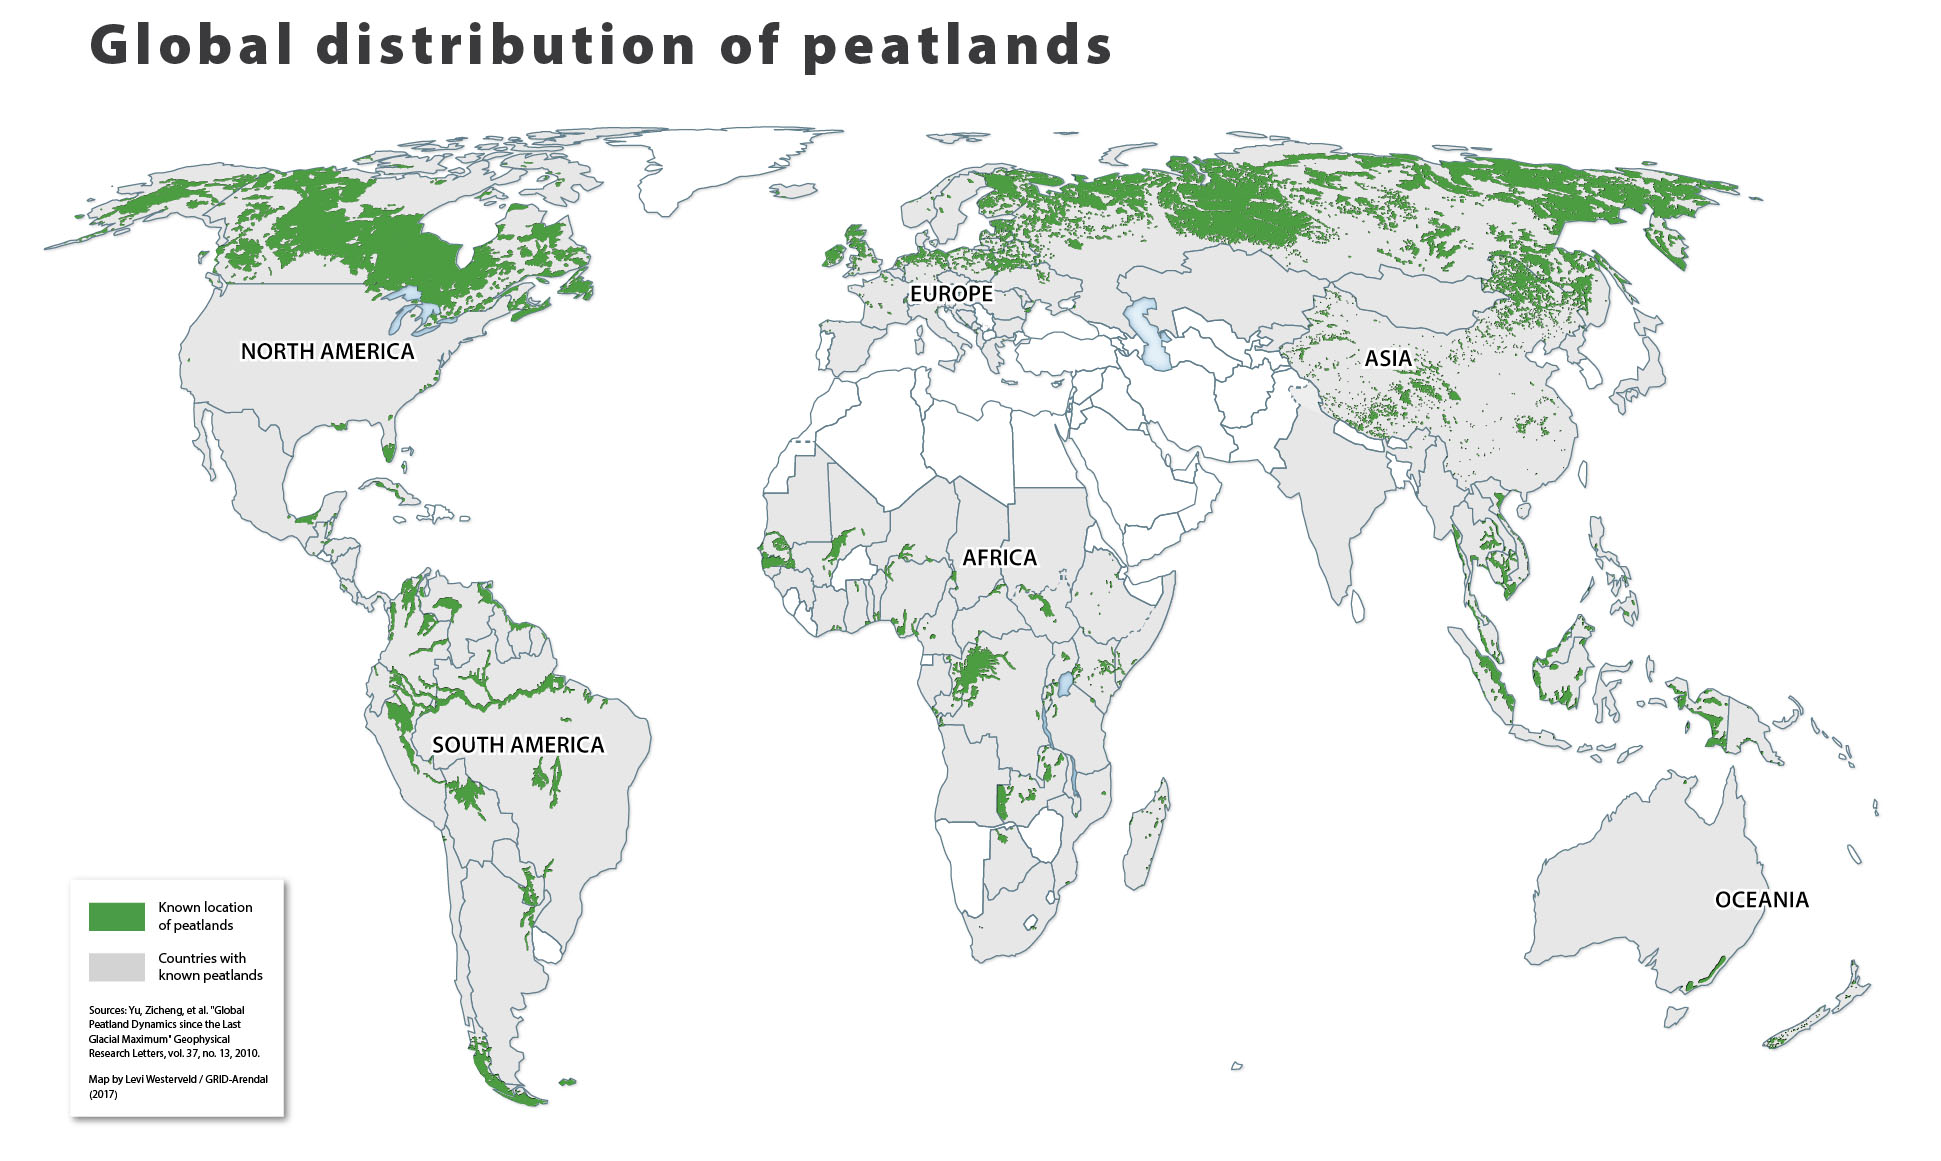 Global distribution of peatlands
EUROPE
NORTH AMERICA
ASIA
AFRICA
SOUTH AMERICA
OCEANIA
Known location
of peatlands
Countries with
known peatlands
Sources: Yu, Zicheng, et al. "Global
Peatland Dynamics since the Last
Glacial Maximum" Geophysical
Research Letters, vol. 37, no. 13, 2010.
Map by Levi Westerveld / GRID-Arendal
(2017)